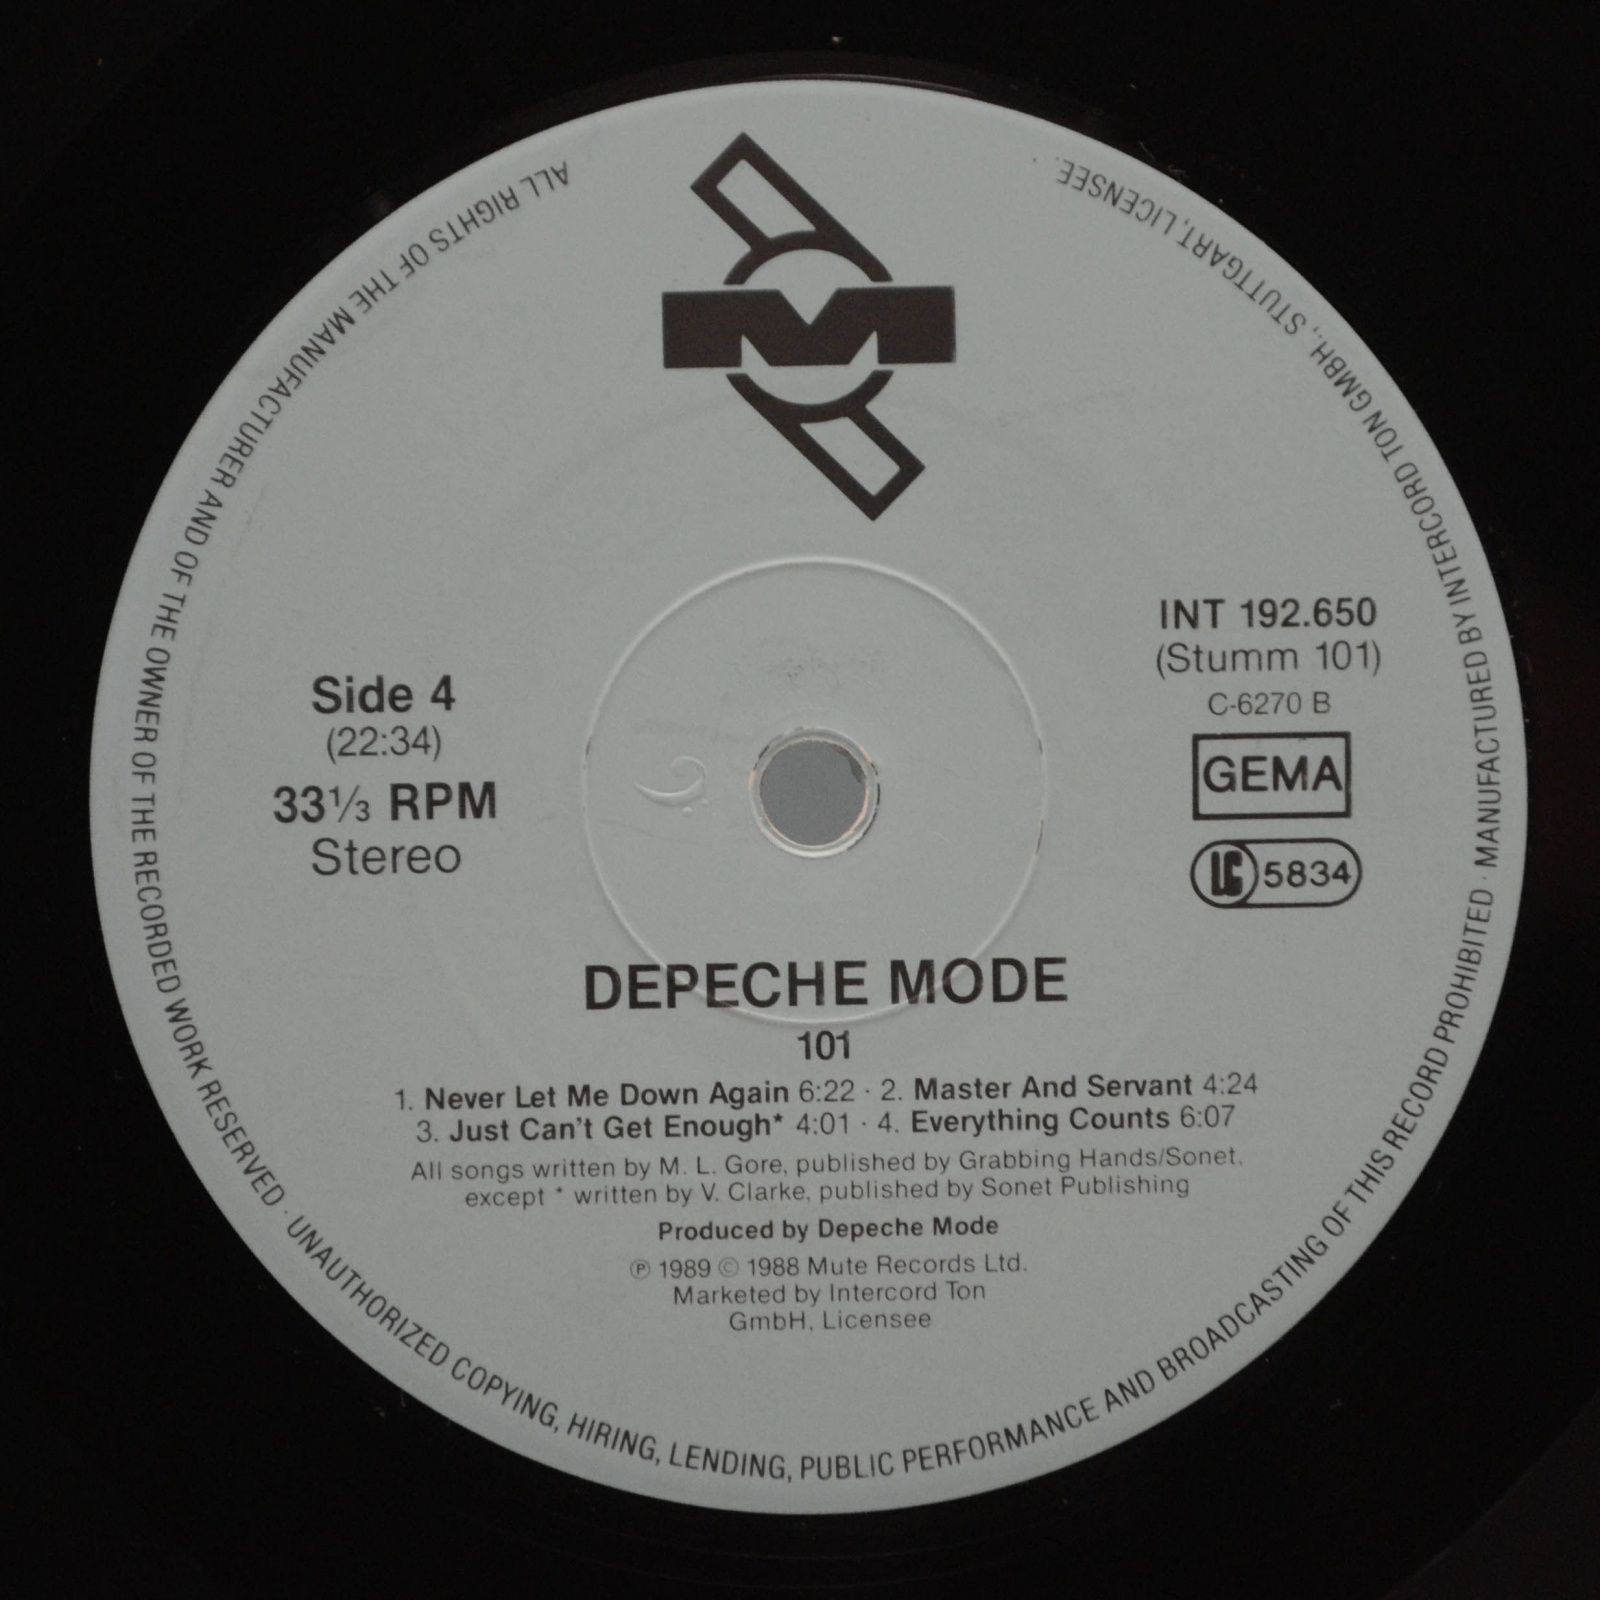 M
INT 192.650
(Stumm 101)
C-6270 B
GEMA
LC 5834
Side 4
(22:34)
33⅓ RPM
Stereo
DEPECHE MODE
101
1. Never Let Me Down Again 6:22 · 2. Master And Servant 4:24
3. Just Can't Get Enough* 4:01 · 4. Everything Counts 6:07
All songs written by M. L. Gore, published by Grabbing Hands/Sonet,
except * written by V. Clarke, published by Sonet Publishing
Produced by Depeche Mode
℗ 1989 © 1988 Mute Records Ltd.
Marketed by Intercord Ton
GmbH, Licensee
ALL RIGHTS OF THE MANUFACTURER AND OF THE OWNER OF THE RECORDED WORK RESERVED · UNAUTHORIZED COPYING, HIRING, LENDING, PUBLIC PERFORMANCE AND BROADCASTING OF THIS RECORD PROHIBITED · MANUFACTURED BY INTERCORD TON GMBH., STUTTGART, LICENSEE.